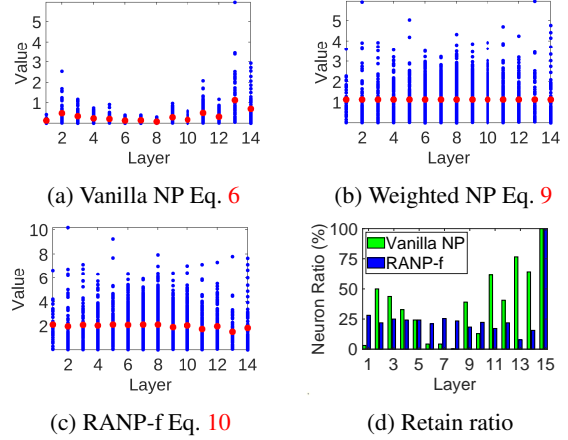 5
4
3
2
1
Value
2 4 6 8 10 12 14
Layer
(a) Vanilla NP Eq. 6
5
4
3
2
1
Value
2 4 6 8 10 12 14
Layer
(b) Weighted NP Eq. 9
10
8
6
4
2
Value
2 4 6 8 10 12 14
Layer
(c) RANP-f Eq. 10
100
75
50
25
0
Neuron Ratio (%)
Vanilla NP
RANP-f
1 3 5 7 9 11 13 15
Layer
(d) Retain ratio